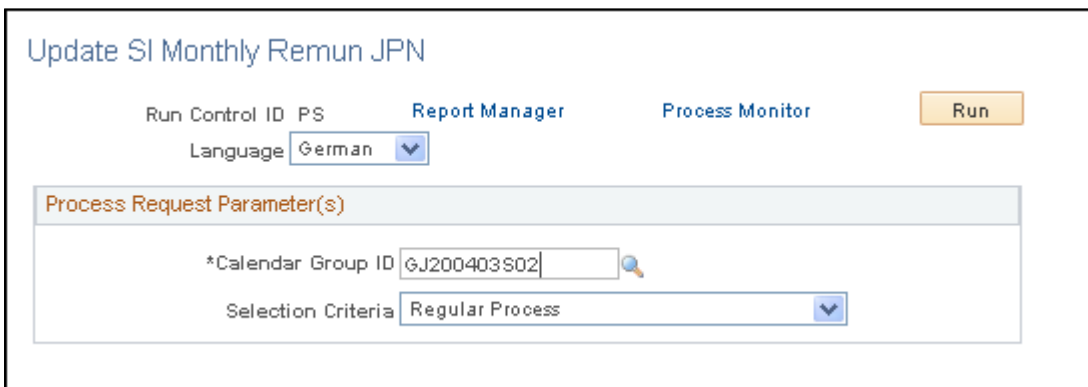 Update SI Monthly Remun JPN
Run Control ID PS Report Manager Process Monitor Run
Language German
Process Request Parameter(s)
*Calendar Group ID GJ200403S02
Selection Criteria Regular Process